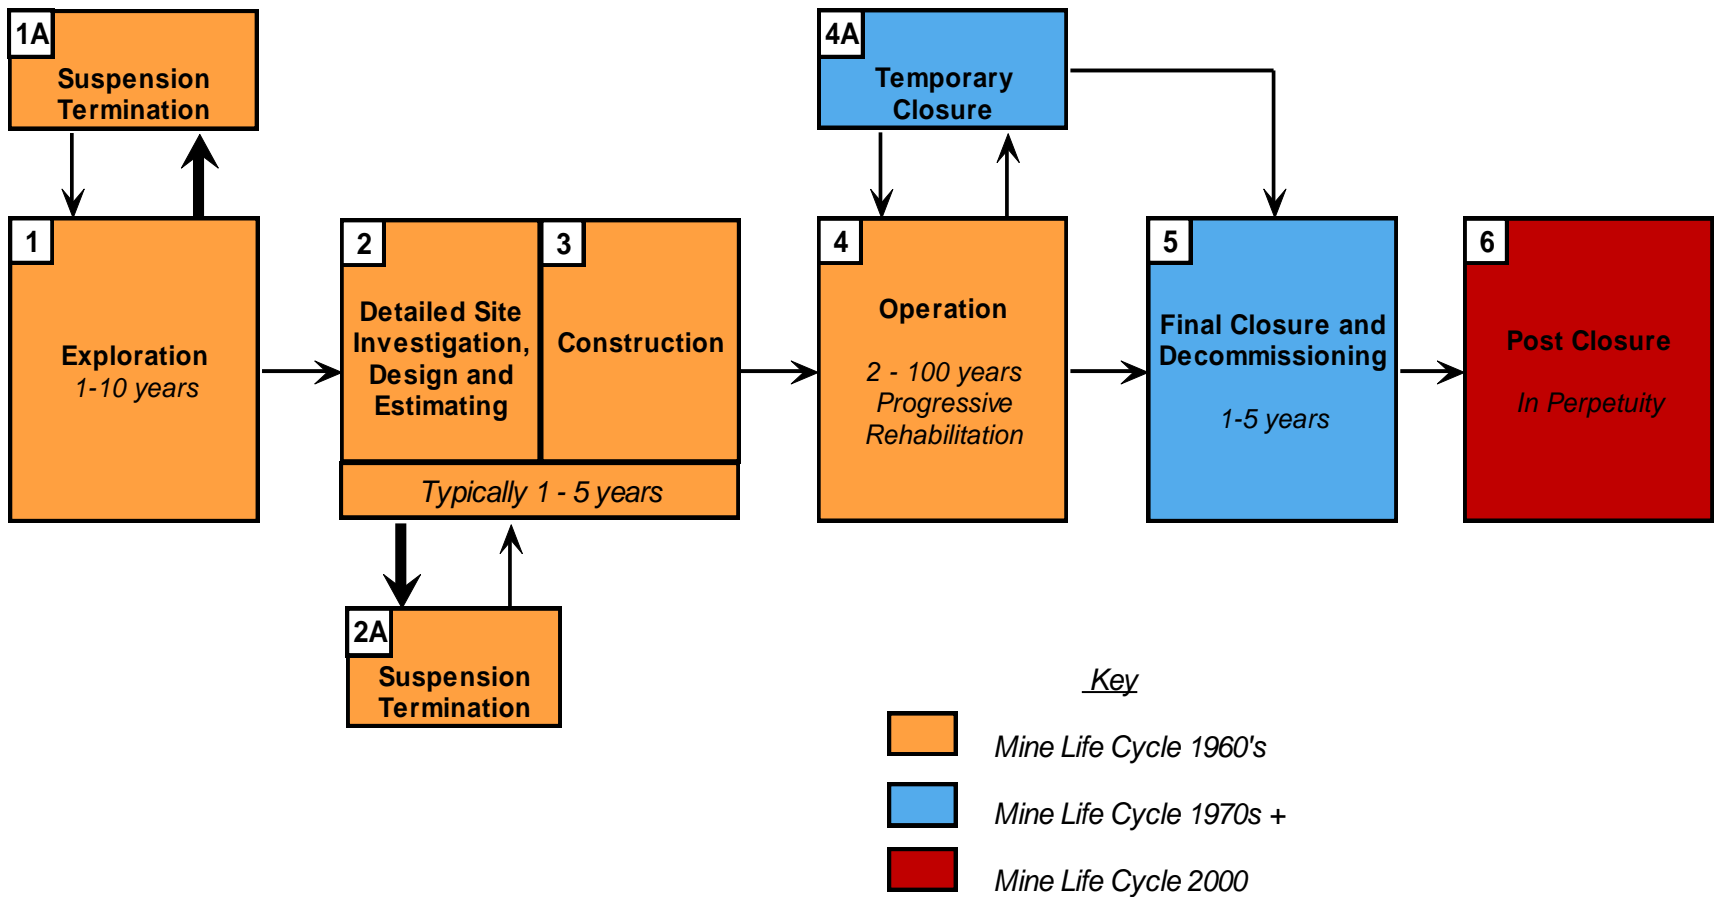 1A
Suspension
Termination
4A
Temporary
Closure
1
Exploration
1-10 years
2
Detailed Site
Investigation,
Design and
Estimating
3
Construction
Typically 1 - 5 years
4
Operation
2 - 100 years
Progressive
Rehabilitation
5
Final Closure and
Decommissioning
1-5 years
6
Post Closure
In Perpetuity
2A
Suspension
Termination
Key
Mine Life Cycle 1960's
Mine Life Cycle 1970s +
Mine Life Cycle 2000